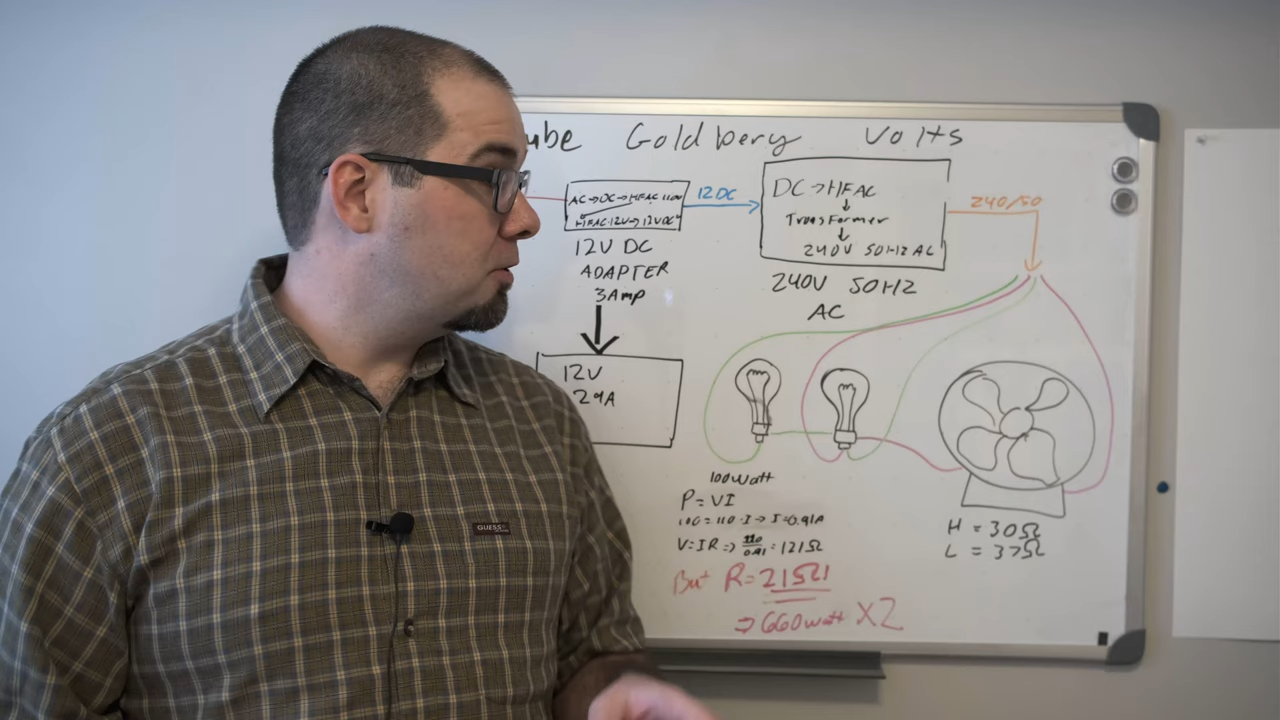 ube Goldberg Volts
AC→DC→HFAC 110V
HFAC 12V→12VDC
12DC
DC→HFAC
↓
Transformer
↓
240V 50HZ AC
240/50
12V DC
ADAPTER
3Amp
240V 50HZ
AC
12V
29A
100watt
P=VI
100=110·I→I=0.91A
V=IR⇒110/0.91=121Ω
But R=21Ω!
⇒660watt X2
H=30Ω
L=37Ω
GUESS